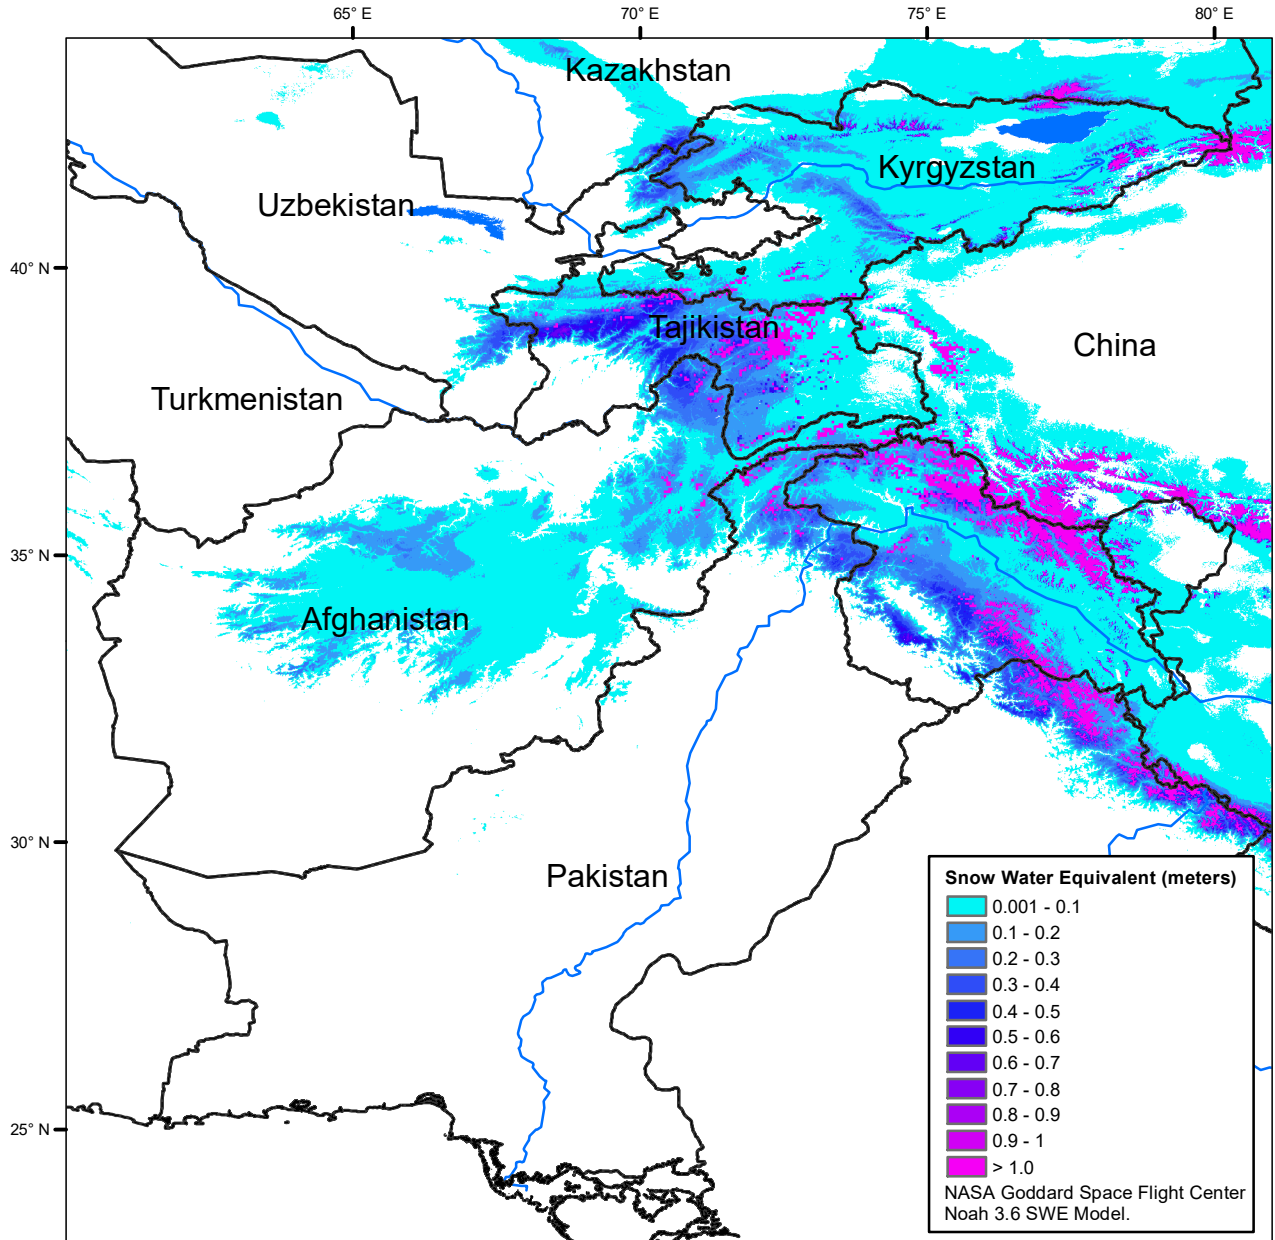 65° E
70° E
75° E
80° E
Kazakhstan
Kyrgyzstan
Uzbekistan
40° N
Tajikistan
China
Turkmenistan
35° N
Afghanistan
30° N
Pakistan
25° N
Snow Water Equivalent (meters)
0.001 - 0.1
0.1 - 0.2
0.2 - 0.3
0.3 - 0.4
0.4 - 0.5
0.5 - 0.6
0.6 - 0.7
0.7 - 0.8
0.8 - 0.9
0.9 - 1
> 1.0
NASA Goddard Space Flight Center
Noah 3.6 SWE Model.